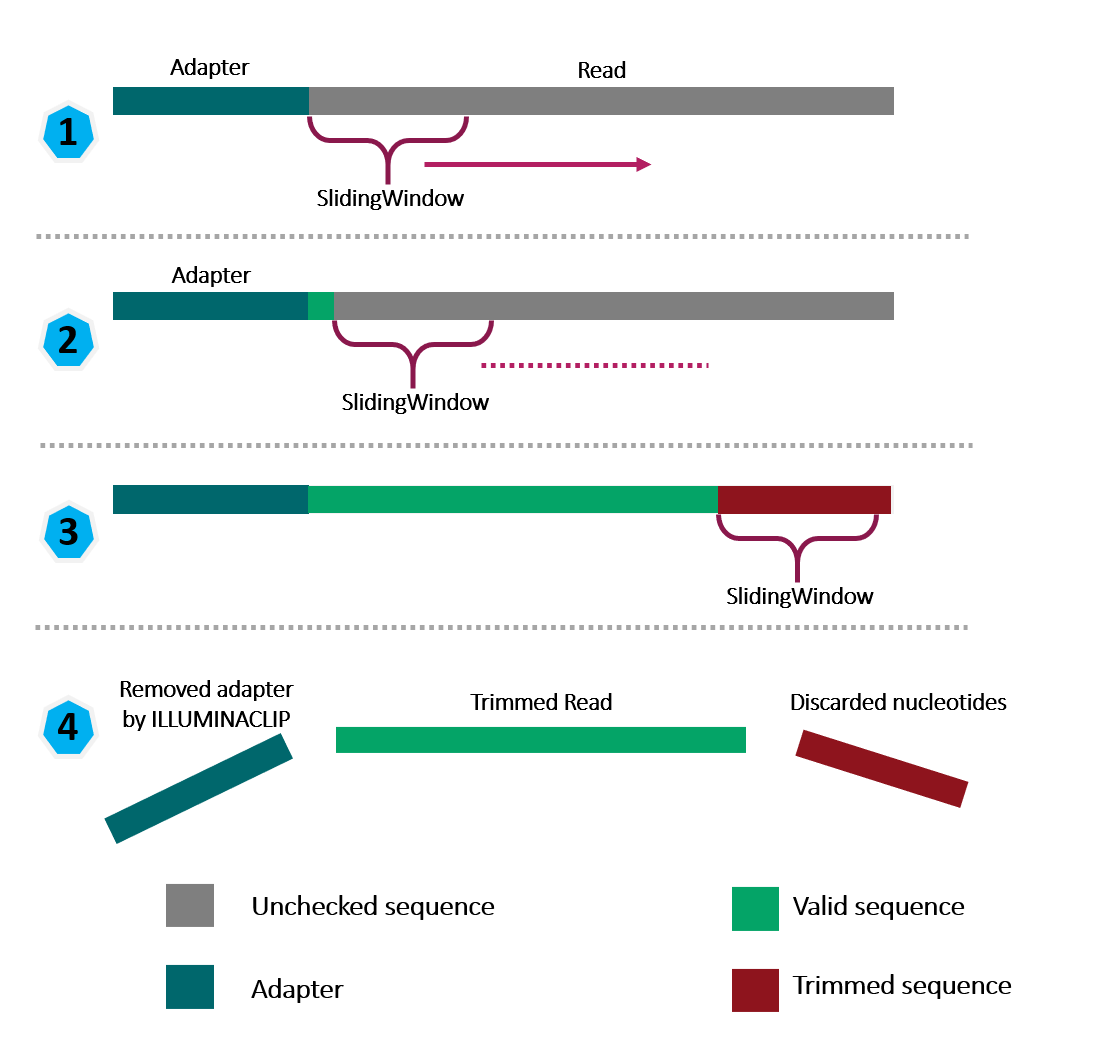 Adapter
Read
1
SlidingWindow
Adapter
2
SlidingWindow
3
SlidingWindow
4
Removed adapter
by ILLUMINACLIP
Trimmed Read
Discarded nucleotides
Unchecked sequence
Valid sequence
Adapter
Trimmed sequence